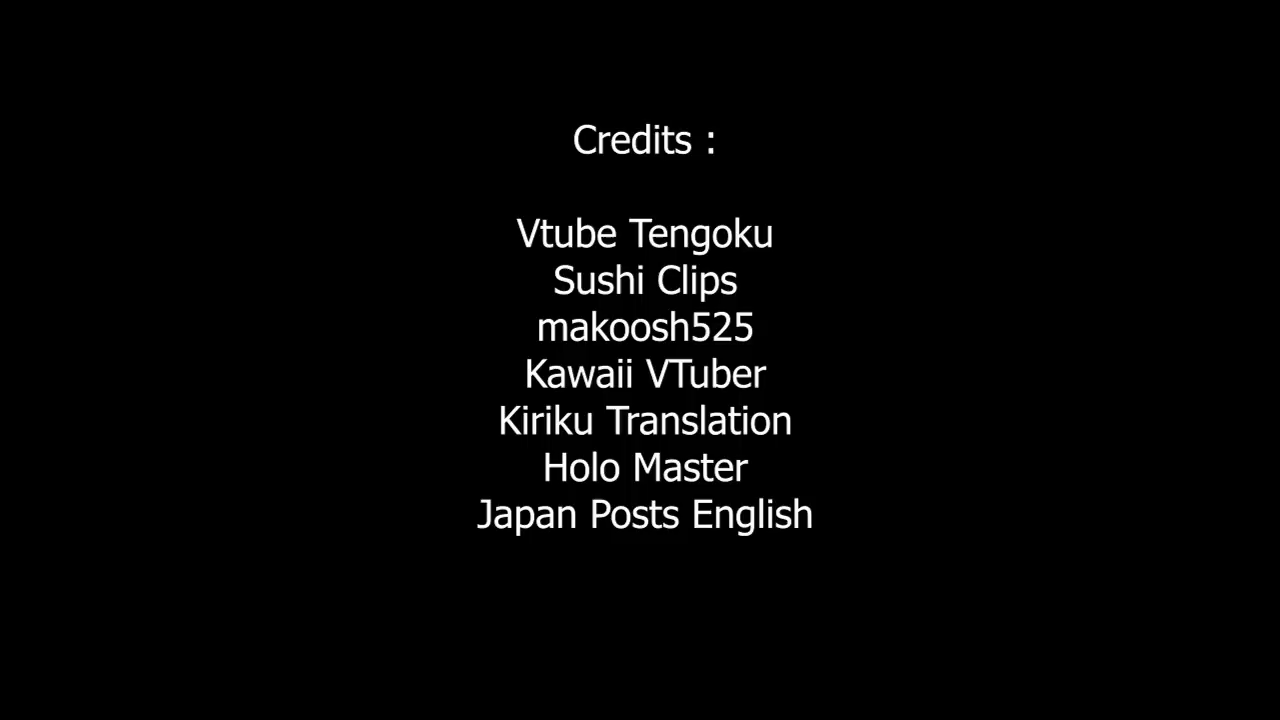 Credits :
Vtube Tengoku
Sushi Clips
makoosh525
Kawaii VTuber
Kiriku Translation
Holo Master
Japan Posts English